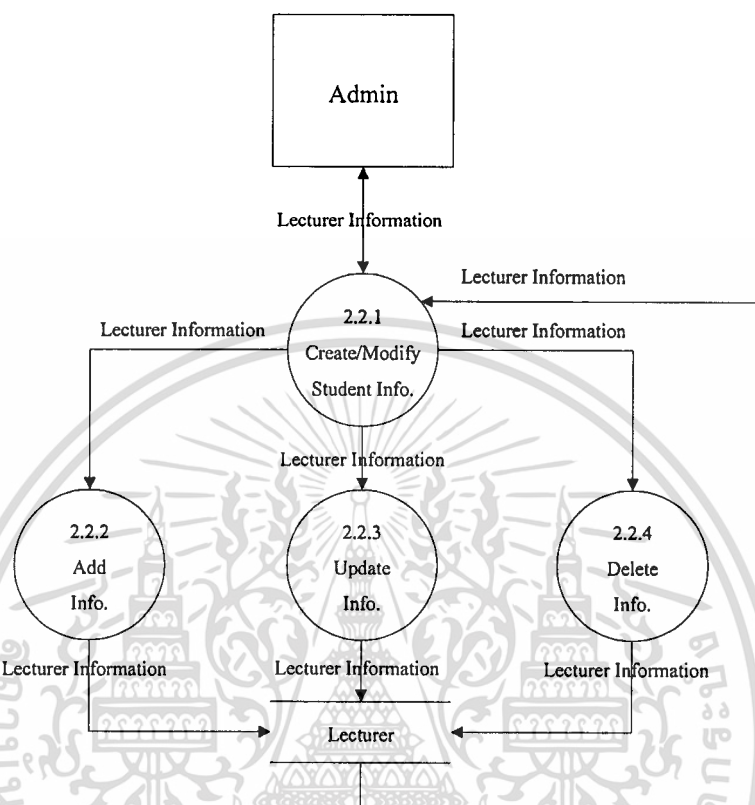 Admin
Lecturer Information
Lecturer Information
2.2.1
Create/Modify
Student Info.
Lecturer Information
Lecturer Information
Lecturer Information
2.2.2
Add
Info.
2.2.3
Update
Info.
2.2.4
Delete
Info.
Lecturer Information
Lecturer Information
Lecturer Information
Lecturer